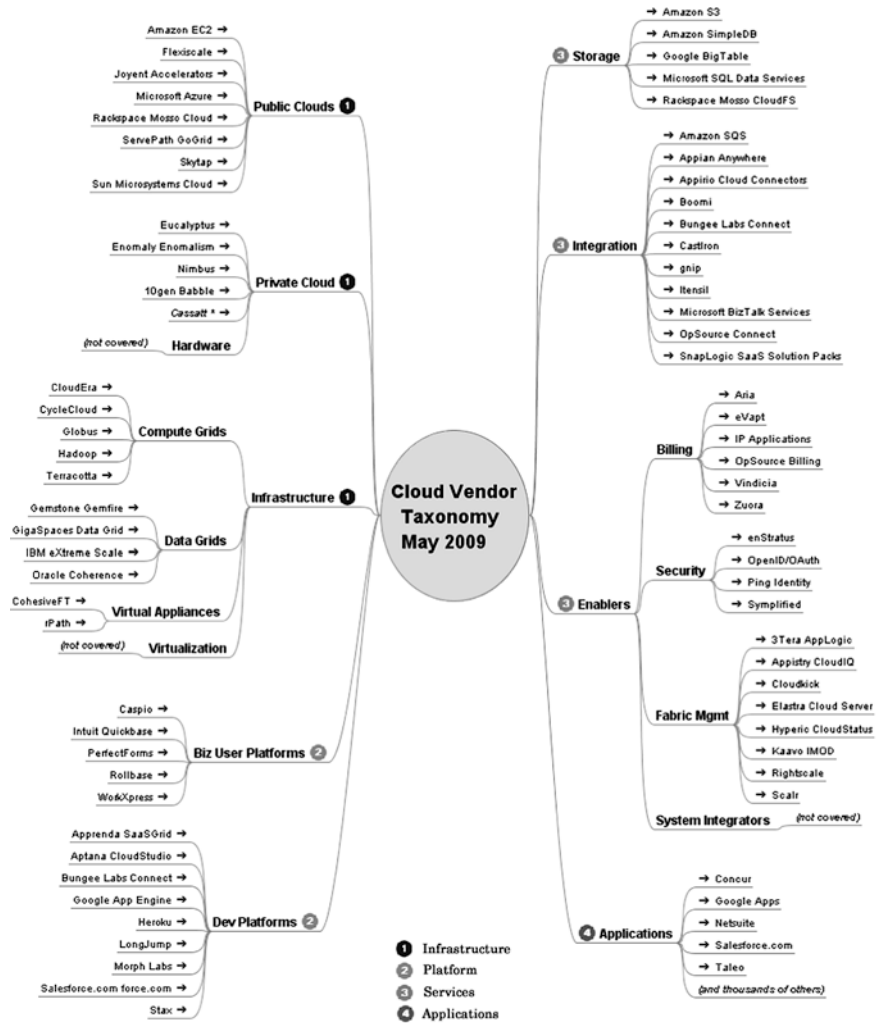 Amazon EC2
Flexiscale
Joyent Accelerators
Microsoft Azure
Rackspace Mosso Cloud
ServePath GoGrid
Skytap
Sun Microsystems Cloud
Public Clouds 1
Eucalyptus
Enomaly Enomalism
Nimbus
10gen Babble
Cassatt *
Private Cloud 1
(not covered) Hardware
CloudEra
CycleCloud
Globus
Hadoop
Terracotta
Compute Grids
Gemstone Gemfire
GigaSpaces Data Grid
IBM eXtreme Scale
Oracle Coherence
Data Grids
CohesiveFT
rPath
Virtual Appliances
(not covered) Virtualization
Infrastructure 1
Caspio
Intuit Quickbase
PerfectForms
Rollbase
WorkXpress
Biz User Platforms 2
Apprenda SaaSGrid
Aptana CloudStudio
Bungee Labs Connect
Google App Engine
Heroku
LongJump
Morph Labs
Salesforce.com force.com
Stax
Dev Platforms 2
Cloud Vendor
Taxonomy
May 2009
3 Storage
Amazon S3
Amazon SimpleDB
Google BigTable
Microsoft SQL Data Services
Rackspace Mosso CloudFS
3 Integration
Amazon SQS
Appian Anywhere
Appirio Cloud Connectors
Boomi
Bungee Labs Connect
CastIron
gnip
Itensil
Microsoft BizTalk Services
OpSource Connect
SnapLogic SaaS Solution Packs
3 Enablers
Billing
Aria
eVapt
IP Applications
OpSource Billing
Vindicia
Zuora
Security
enStratus
OpenID/OAuth
Ping Identity
Symplified
Fabric Mgmt
3Tera AppLogic
Appistry CloudIQ
Cloudkick
Elastra Cloud Server
Hyperic CloudStatus
Kaavo IMOD
Rightscale
Scalr
System Integrators (not covered)
4 Applications
Concur
Google Apps
Netsuite
Salesforce.com
Taleo
(and thousands of others)
1 Infrastructure
2 Platform
3 Services
4 Applications